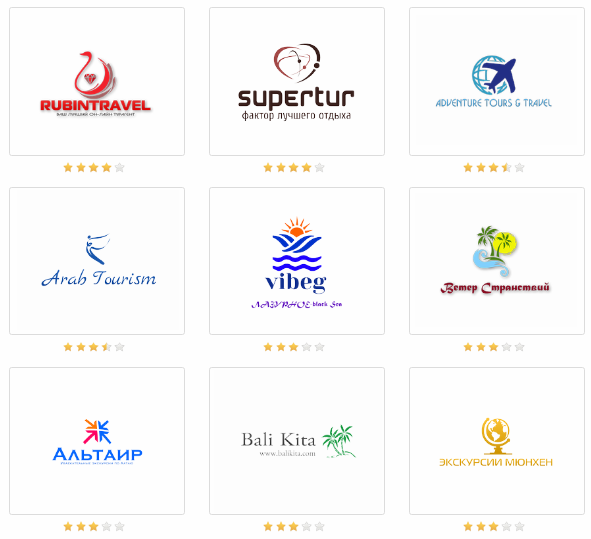 RUBINTRAVEL
ВАШ ЛУЧШИЙ ОН-ЛАЙН ТУРАГЕНТ
supertur
фактор лучшего отдыха
ADVENTURE TOURS & TRAVEL
Arab Tourism
vibeg
ЛАЗУРНОЕ black Sea
Ветер Странствий
АЛЬТАИР
Bali Kita
www.balikita.com
ЭКСКУРСИИ МЮНХЕН